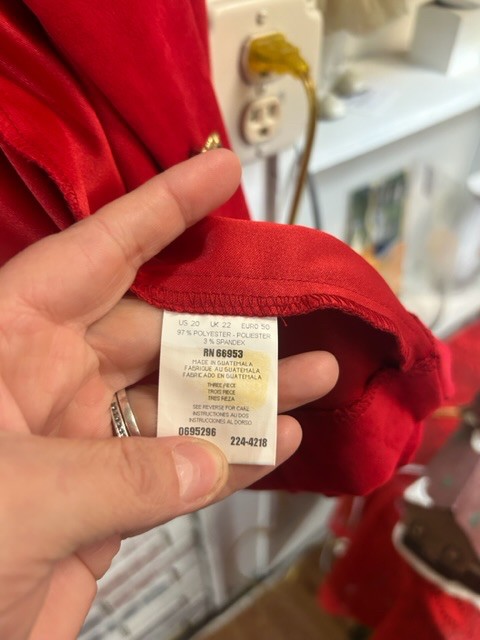 US 20 UK 22 EURO 50
97 % POLYESTER - POLIESTER
3 % SPANDEX
RN 66953
MADE IN GUATEMALA
FABRIQUE AU GUATEMALA
FABRICADO EN GUATEMALA
THREE PIECE
TROIS PIECE
TRES PIEZA
SEE REVERSE FOR CARE
INSTRUCTIONS AU DOS
INSTRUCCIONES AL DORSO
0695296
224-4218